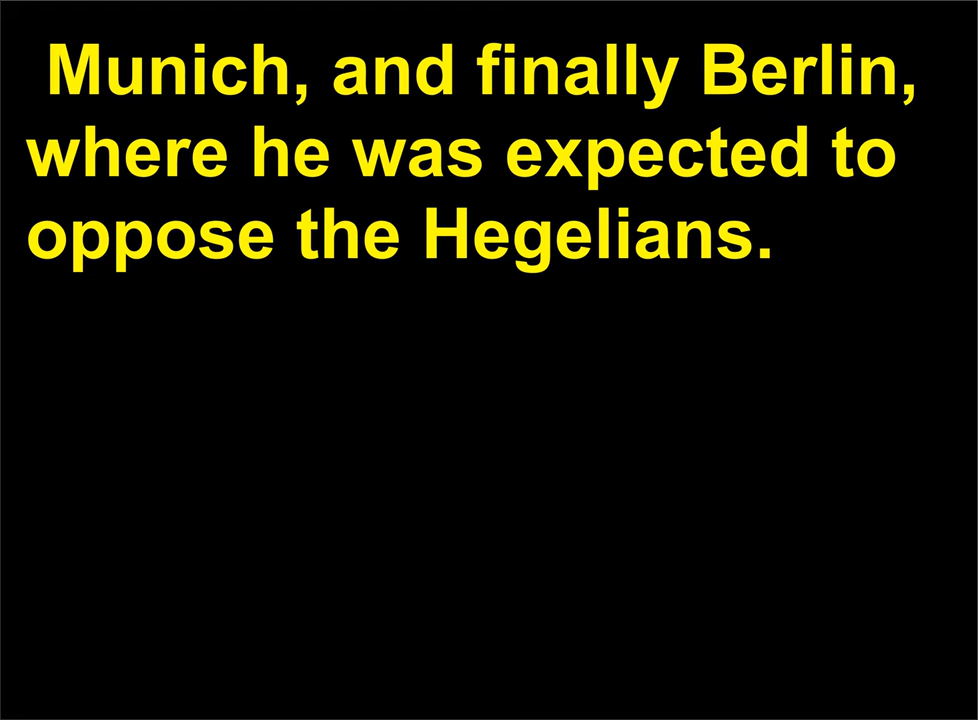 Munich, and finally Berlin,
where he was expected to
oppose the Hegelians.